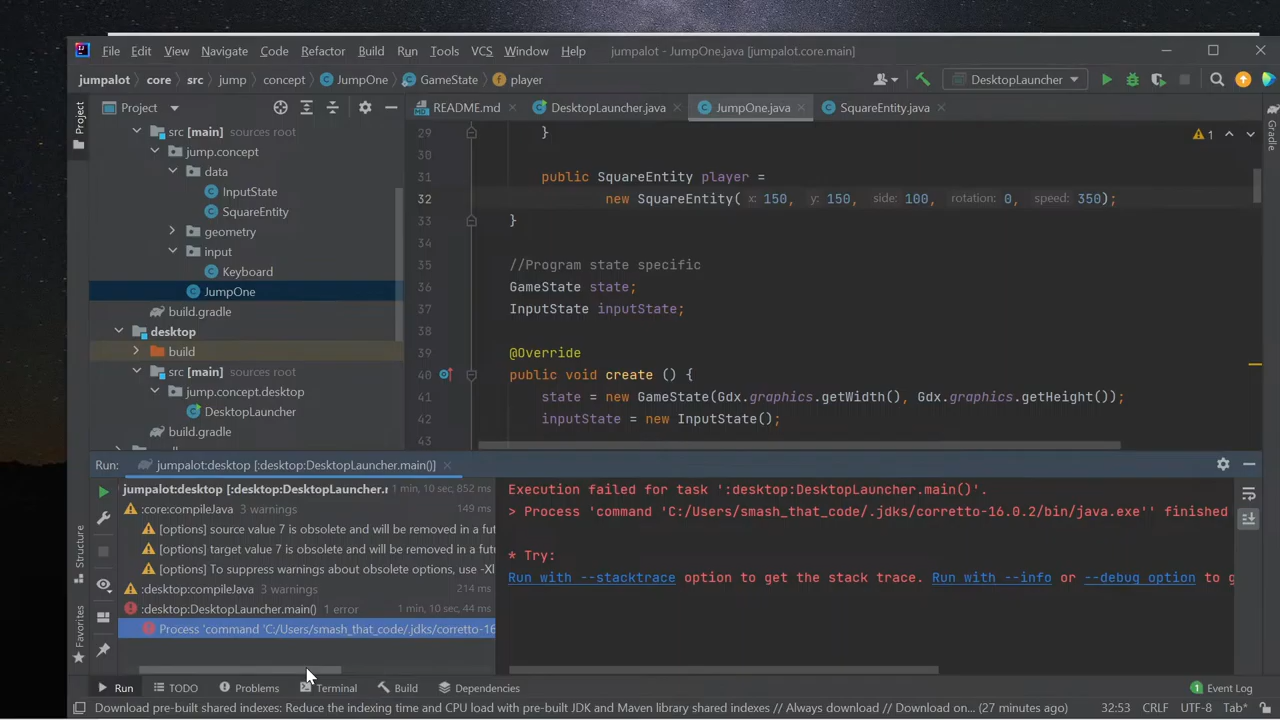 File Edit View Navigate Code Refactor Build Run Tools VCS Window Help jumpalot - JumpOne.java [jumpalot.core.main]
jumpalot core src jump concept JumpOne GameState player DesktopLauncher
Project README.md DesktopLauncher.java JumpOne.java SquareEntity.java
Project
Gradle
src [main] sources root
jump.concept
data
InputState
SquareEntity
geometry
input
Keyboard
JumpOne
build.gradle
desktop
build
src [main] sources root
jump.concept.desktop
DesktopLauncher
build.gradle
1
29 }
30
31 public SquareEntity player =
32 new SquareEntity( x: 150, y: 150, side: 100, rotation: 0, speed: 350);
33 }
34
35 //Program state specific
36 GameState state;
37 InputState inputState;
38
39 @Override
40 public void create () {
41 state = new GameState(Gdx.graphics.getWidth(), Gdx.graphics.getHeight());
42 inputState = new InputState();
43
Run: jumpalot:desktop [:desktop:DesktopLauncher.main()]
jumpalot:desktop [:desktop:DesktopLauncher.r 1 min, 10 sec, 852 ms
:core:compileJava 3 warnings 149 ms
[options] source value 7 is obsolete and will be removed in a fut
[options] target value 7 is obsolete and will be removed in a futu
[options] To suppress warnings about obsolete options, use -Xl
:desktop:compileJava 3 warnings 214 ms
:desktop:DesktopLauncher.main() 1 error 1 min, 10 sec, 44 ms
Process 'command 'C:/Users/smash_that_code/.jdks/corretto-16
Execution failed for task ':desktop:DesktopLauncher.main()'.
> Process 'command 'C:/Users/smash_that_code/.jdks/corretto-16.0.2/bin/java.exe'' finished
* Try:
Run with --stacktrace option to get the stack trace. Run with --info or --debug option to g
Structure
Favorites
Run TODO Problems Terminal Build Dependencies 1 Event Log
Download pre-built shared indexes: Reduce the indexing time and CPU load with pre-built JDK and Maven library shared indexes // Always download // Download on... (27 minutes ago) 32:53 CRLF UTF-8 Tab*